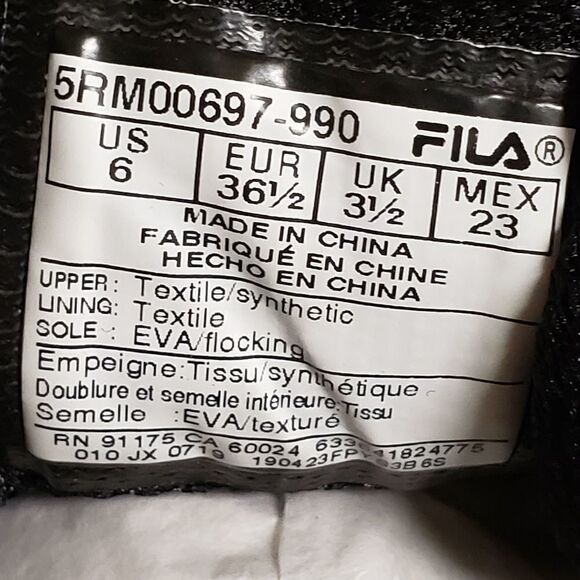 5RM00697-990 FILA®
US EUR UK MEX
6 36½ 3½ 23
MADE IN CHINA
FABRIQUÉ EN CHINE
HECHO EN CHINA
UPPER: Textile/synthetic
LINING: Textile
SOLE: EVA/flocking
Empeigne:Tissu/synthétique
Doublure et semelle intérieure:Tissu
Semelle :EVA/texturé
RN 91175 CA 60024
010 JX 0719